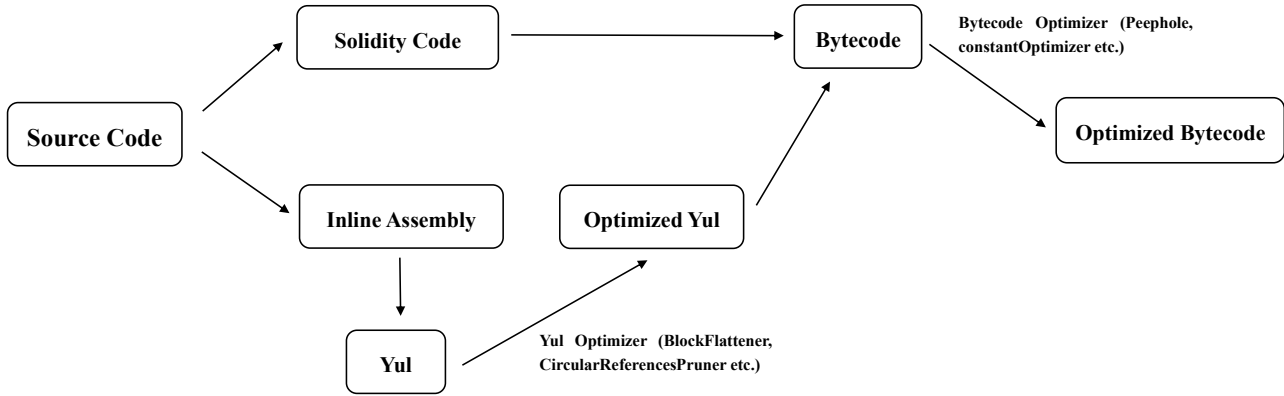 Solidity Code
Bytecode
Bytecode Optimizer (Peephole,
constantOptimizer etc.)
Source Code
Optimized Bytecode
Inline Assembly
Optimized Yul
Yul
Yul Optimizer (BlockFlattener,
CircularReferencesPruner etc.)